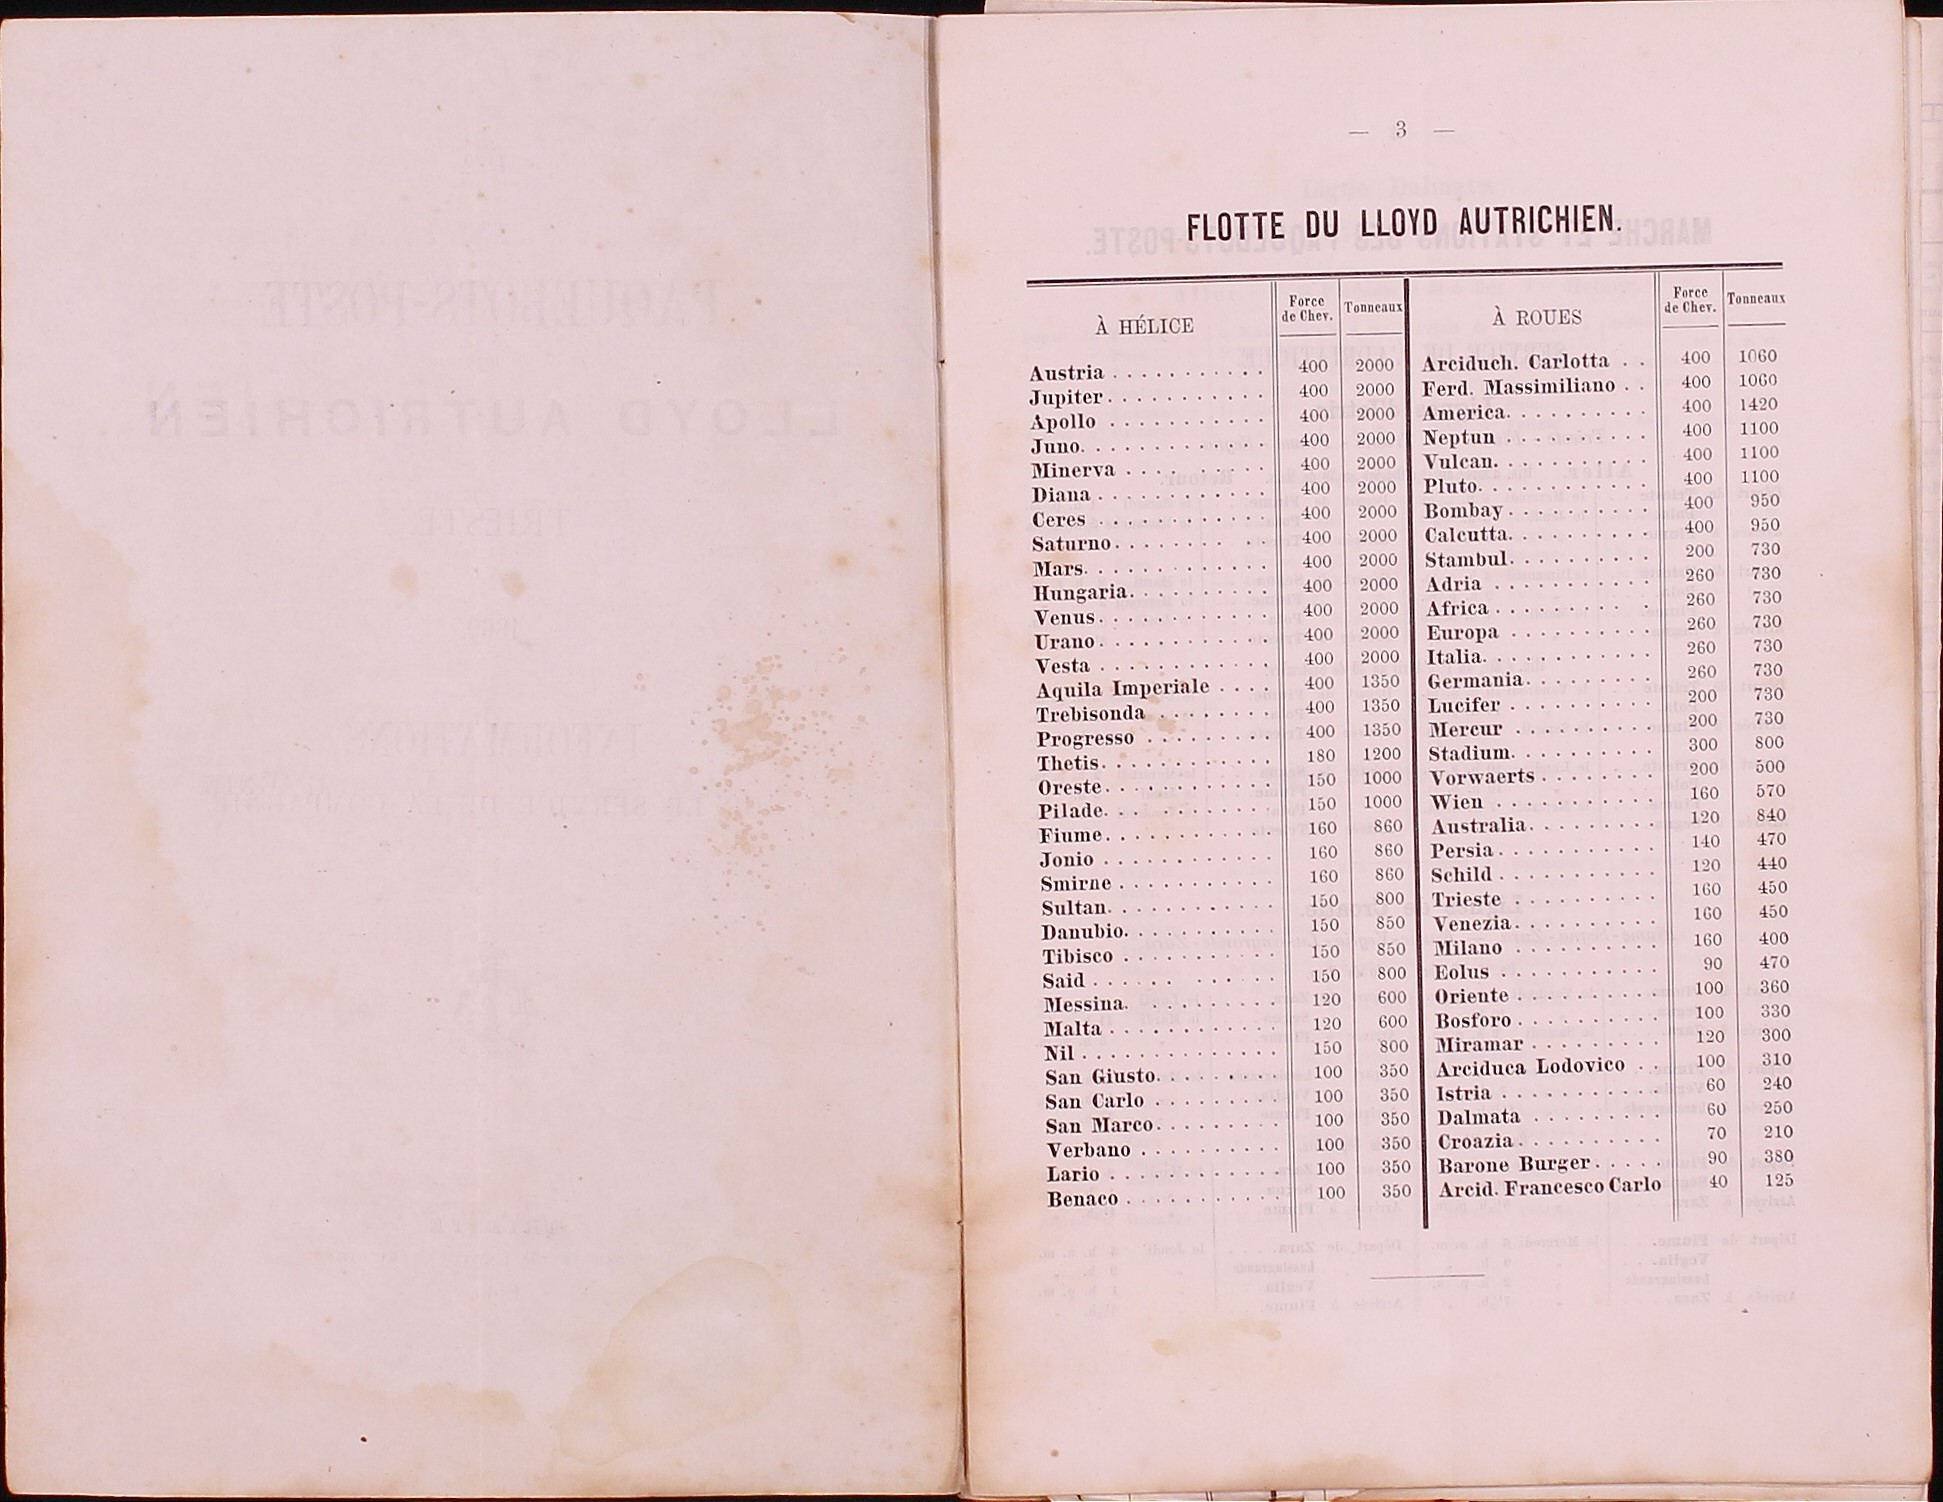 — 3 —
FLOTTE DU LLOYD AUTRICHIEN.
À HÉLICE Force de Chev. Tonneaux
Austria 400 2000
Jupiter 400 2000
Apollo 400 2000
Juno 400 2000
Minerva 400 2000
Diana 400 2000
Ceres 400 2000
Saturno 400 2000
Mars 400 2000
Hungaria 400 2000
Venus 400 2000
Urano 400 2000
Vesta 400 2000
Aquila Imperiale 400 1350
Trebisonda 400 1350
Progresso 400 1350
Thetis 180 1200
Oreste 150 1000
Pilade 150 1000
Fiume 160 860
Jonio 160 860
Smirne 160 860
Sultan 150 800
Danubio 150 850
Tibisco 150 850
Said 150 800
Messina 120 600
Malta 120 600
Nil 150 800
San Giusto 100 350
San Carlo 100 350
San Marco 100 350
Verbano 100 350
Lario 100 350
Benaco 100 350
À ROUES Force de Chev. Tonneaux
Arciduch. Carlotta 400 1060
Ferd. Massimiliano 400 1060
America 400 1420
Neptun 400 1100
Vulcan 400 1100
Pluto 400 1100
Bombay 400 950
Calcutta 400 950
Stambul 200 730
Adria 260 730
Africa 260 730
Europa 260 730
Italia 260 730
Germania 260 730
Lucifer 200 730
Mercur 200 730
Stadium 300 800
Vorwaerts 200 500
Wien 160 570
Australia 120 840
Persia 140 470
Schild 120 440
Trieste 160 450
Venezia 160 450
Milano 160 400
Eolus 90 470
Oriente 100 360
Bosforo 100 330
Miramar 120 300
Arciduca Lodovico 100 310
Istria 60 240
Dalmata 60 250
Croazia 70 210
Barone Burger 90 380
Arcid. Francesco Carlo 40 125